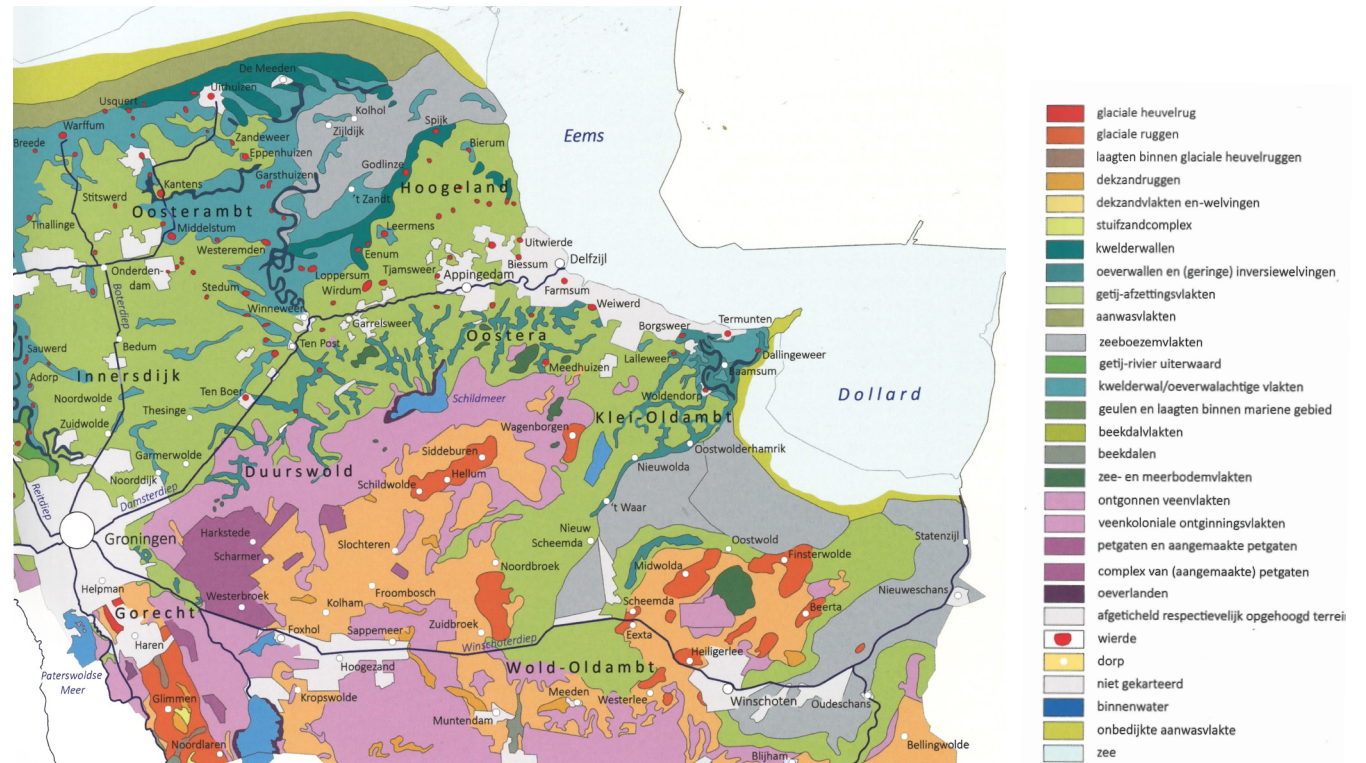 De Meeden
Uithuizen
Usquert
Kolhol
Warffum
Zijldijk
Spijk
Eems
Breede
Zandeweer
Bierum
Eppenhuizen
Godlinze
Garsthuizen
Kantens
Hoogeland
Stitswerd
't Zandt
Oosterambt
Tinallinge
Middelstum
Leermens
Westeremden
Uitwierde
Eenum
Onderden-
dam
Loppersum
Tjamsweer
Biessum
Delfzijl
Appingedam
Stedum
Wirdum
Farmsum
Boterdiep
Winneweer
Weiwerd
Garrelsweer
Termunten
Borgsweer
Oostera
Sauwerd
Bedum
Ten Post
Lalleweer
Dallingeweer
Adorp
Innersdijk
Meedhuizen
Baamsum
Ten Boer
Woldendorp
Dollard
Noordwolde
Schildmeer
Thesinge
Klei-Oldambt
Zuidwolde
Wagenborgen
Garmerwolde
Siddeburen
Oostwolderhamrik
Duurswold
Nieuwolda
Noorddijk
Hellum
Schildwolde
Reitdiep
Damsterdiep
't Waar
Harkstede
Nieuw
Scheemda
Statenzijl
Groningen
Slochteren
Oostwold
Scharmer
Finsterwolde
Noordbroek
Midwolda
Helpman
Froombosch
Nieuweschans
Westerbroek
Scheemda
Beerta
Gorecht
Kolham
Foxhol
Sappemeer
Zuidbroek
Eexta
Haren
Winschoterdiep
Heiligerlee
Hoogezand
Wold-Oldambt
Paterswoldse
Meer
Glimmen
Kropswolde
Meeden
Westerlee
Winschoten
Oudeschans
Muntendam
Noordlaren
Bellingwolde
Blijham
glaciale heuvelrug
glaciale ruggen
laagten binnen glaciale heuvelruggen
dekzandruggen
dekzandvlakten en-welvingen
stuifzandcomplex
kwelderwallen
oeverwallen en (geringe) inversiewelvingen
getij-afzettingsvlakten
aanwasvlakten
zeeboezemvlakten
getij-rivier uiterwaard
kwelderwal/oeverwalachtige vlakten
geulen en laagten binnen mariene gebied
beekdalvlakten
beekdalen
zee- en meerbodemvlakten
ontgonnen veenvlakten
veenkoloniale ontginningsvlakten
petgaten en aangemaakte petgaten
complex van (aangemaakte) petgaten
oeverlanden
afgeticheld respectievelijk opgehoogd terrei
wierde
dorp
niet gekarteerd
binnenwater
onbedijkte aanwasvlakte
zee